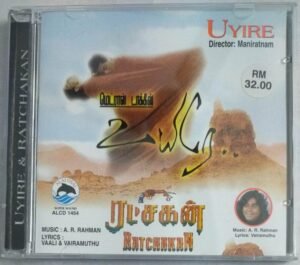 UYIRE
Director: Maniratnam
RM
32.00
மெட்ராஸ் டாக்கீஸ்
உயிரே..
ரட்சகன்
RATCHAKAN
ALCD 1484
MUSIC : A. R. RAHMAN
LYRICS :
VAALI & VAIRAMUTHU
Music: A. R. Rahman
Lyrics: Vairamuthu
UYIRE & RATCHAKAN